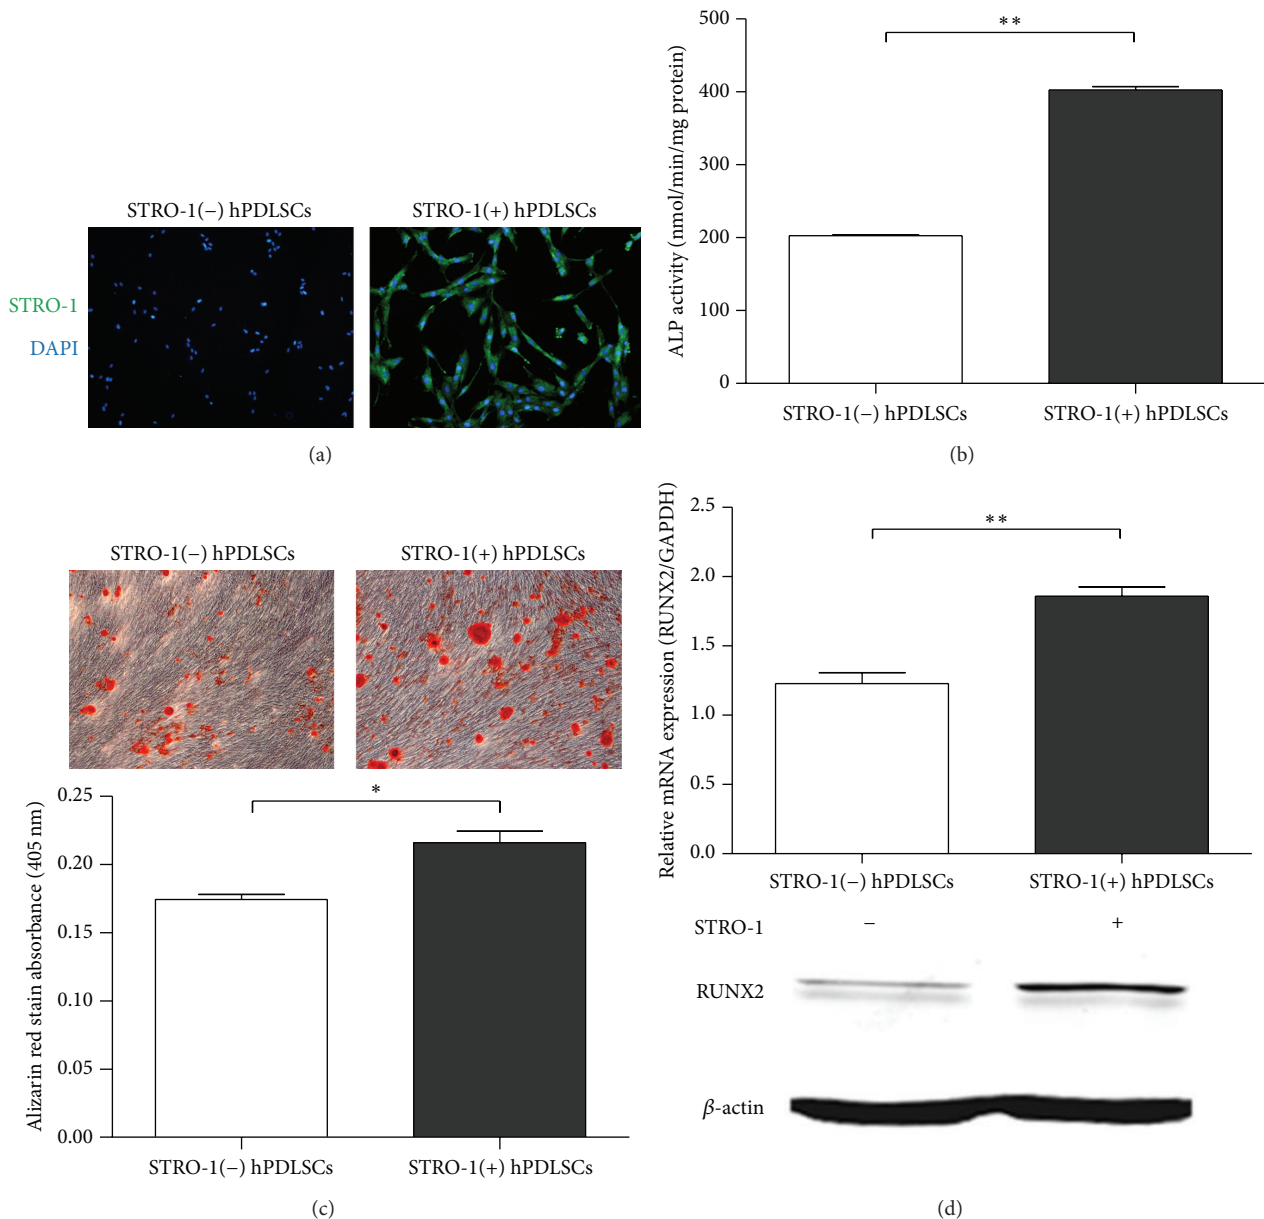 STRO-1(−) hPDLSCs
STRO-1(+) hPDLSCs
STRO-1
DAPI
(a)
ALP activity (nmol/min/mg protein)
500
400
300
200
100
0
**
STRO-1(−) hPDLSCs
STRO-1(+) hPDLSCs
(b)
STRO-1(−) hPDLSCs
STRO-1(+) hPDLSCs
Alizarin red stain absorbance (405 nm)
0.25
0.20
0.15
0.10
0.05
0.00
*
STRO-1(−) hPDLSCs
STRO-1(+) hPDLSCs
(c)
Relative mRNA expression (RUNX2/GAPDH)
2.5
2.0
1.5
1.0
0.5
0.0
**
STRO-1(−) hPDLSCs
STRO-1(+) hPDLSCs
STRO-1 − +
RUNX2
β-actin
(d)